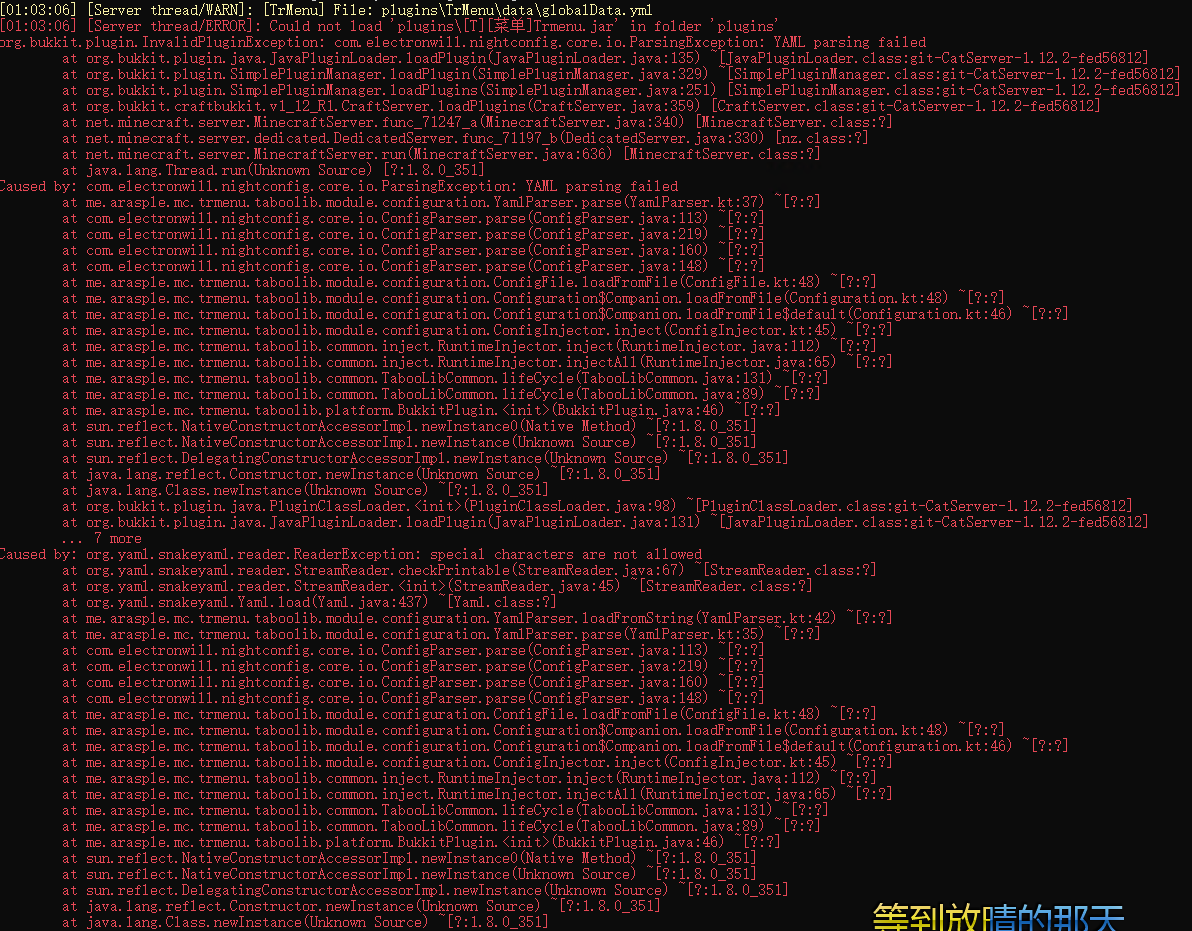 [01:03:06] [Server thread/WARN]: [TrMenu] File: plugins\TrMenu\data\globalData.yml
[01:03:06] [Server thread/ERROR]: Could not load 'plugins\[T][菜单]Trmenu.jar' in folder 'plugins'
org.bukkit.plugin.InvalidPluginException: com.electronwill.nightconfig.core.io.ParsingException: YAML parsing failed
at org.bukkit.plugin.java.JavaPluginLoader.loadPlugin(JavaPluginLoader.java:135) ~[JavaPluginLoader.class:git-CatServer-1.12.2-fed56812]
at org.bukkit.plugin.SimplePluginManager.loadPlugin(SimplePluginManager.java:329) ~[SimplePluginManager.class:git-CatServer-1.12.2-fed56812]
at org.bukkit.plugin.SimplePluginManager.loadPlugins(SimplePluginManager.java:251) [SimplePluginManager.class:git-CatServer-1.12.2-fed56812]
at org.bukkit.craftbukkit.v1_12_R1.CraftServer.loadPlugins(CraftServer.java:359) [CraftServer.class:git-CatServer-1.12.2-fed56812]
at net.minecraft.server.MinecraftServer.func_71247_a(MinecraftServer.java:340) [MinecraftServer.class:?]
at net.minecraft.server.dedicated.DedicatedServer.func_71197_b(DedicatedServer.java:330) [nz.class:?]
at net.minecraft.server.MinecraftServer.run(MinecraftServer.java:636) [MinecraftServer.class:?]
at java.lang.Thread.run(Unknown Source) [?:1.8.0_351]
Caused by: com.electronwill.nightconfig.core.io.ParsingException: YAML parsing failed
at me.arasple.mc.trmenu.taboolib.module.configuration.YamlParser.parse(YamlParser.kt:37) ~[?:?]
at com.electronwill.nightconfig.core.io.ConfigParser.parse(ConfigParser.java:113) ~[?:?]
at com.electronwill.nightconfig.core.io.ConfigParser.parse(ConfigParser.java:219) ~[?:?]
at com.electronwill.nightconfig.core.io.ConfigParser.parse(ConfigParser.java:160) ~[?:?]
at com.electronwill.nightconfig.core.io.ConfigParser.parse(ConfigParser.java:148) ~[?:?]
at me.arasple.mc.trmenu.taboolib.module.configuration.ConfigFile.loadFromFile(ConfigFile.kt:48) ~[?:?]
at me.arasple.mc.trmenu.taboolib.module.configuration.Configuration$Companion.loadFromFile(Configuration.kt:48) ~[?:?]
at me.arasple.mc.trmenu.taboolib.module.configuration.Configuration$Companion.loadFromFile$default(Configuration.kt:46) ~[?:?]
at me.arasple.mc.trmenu.taboolib.module.configuration.ConfigInjector.inject(ConfigInjector.kt:45) ~[?:?]
at me.arasple.mc.trmenu.taboolib.common.inject.RuntimeInjector.inject(RuntimeInjector.java:112) ~[?:?]
at me.arasple.mc.trmenu.taboolib.common.inject.RuntimeInjector.injectAll(RuntimeInjector.java:65) ~[?:?]
at me.arasple.mc.trmenu.taboolib.common.TabooLibCommon.lifeCycle(TabooLibCommon.java:131) ~[?:?]
at me.arasple.mc.trmenu.taboolib.common.TabooLibCommon.lifeCycle(TabooLibCommon.java:89) ~[?:?]
at me.arasple.mc.trmenu.taboolib.platform.BukkitPlugin.<init>(BukkitPlugin.java:46) ~[?:?]
at sun.reflect.NativeConstructorAccessorImpl.newInstance0(Native Method) ~[?:1.8.0_351]
at sun.reflect.NativeConstructorAccessorImpl.newInstance(Unknown Source) ~[?:1.8.0_351]
at sun.reflect.DelegatingConstructorAccessorImpl.newInstance(Unknown Source) ~[?:1.8.0_351]
at java.lang.reflect.Constructor.newInstance(Unknown Source) ~[?:1.8.0_351]
at java.lang.Class.newInstance(Unknown Source) ~[?:1.8.0_351]
at org.bukkit.plugin.java.PluginClassLoader.<init>(PluginClassLoader.java:98) ~[PluginClassLoader.class:git-CatServer-1.12.2-fed56812]
at org.bukkit.plugin.java.JavaPluginLoader.loadPlugin(JavaPluginLoader.java:131) ~[JavaPluginLoader.class:git-CatServer-1.12.2-fed56812]
... 7 more
Caused by: org.yaml.snakeyaml.reader.ReaderException: special characters are not allowed
at org.yaml.snakeyaml.reader.StreamReader.checkPrintable(StreamReader.java:67) ~[StreamReader.class:?]
at org.yaml.snakeyaml.reader.StreamReader.<init>(StreamReader.java:45) ~[StreamReader.class:?]
at org.yaml.snakeyaml.Yaml.load(Yaml.java:437) ~[Yaml.class:?]
at me.arasple.mc.trmenu.taboolib.module.configuration.YamlParser.loadFromString(YamlParser.kt:42) ~[?:?]
at me.arasple.mc.trmenu.taboolib.module.configuration.YamlParser.parse(YamlParser.kt:35) ~[?:?]
at com.electronwill.nightconfig.core.io.ConfigParser.parse(ConfigParser.java:113) ~[?:?]
at com.electronwill.nightconfig.core.io.ConfigParser.parse(ConfigParser.java:219) ~[?:?]
at com.electronwill.nightconfig.core.io.ConfigParser.parse(ConfigParser.java:160) ~[?:?]
at com.electronwill.nightconfig.core.io.ConfigParser.parse(ConfigParser.java:148) ~[?:?]
at me.arasple.mc.trmenu.taboolib.module.configuration.ConfigFile.loadFromFile(ConfigFile.kt:48) ~[?:?]
at me.arasple.mc.trmenu.taboolib.module.configuration.Configuration$Companion.loadFromFile(Configuration.kt:48) ~[?:?]
at me.arasple.mc.trmenu.taboolib.module.configuration.Configuration$Companion.loadFromFile$default(Configuration.kt:46) ~[?:?]
at me.arasple.mc.trmenu.taboolib.module.configuration.ConfigInjector.inject(ConfigInjector.kt:45) ~[?:?]
at me.arasple.mc.trmenu.taboolib.common.inject.RuntimeInjector.inject(RuntimeInjector.java:112) ~[?:?]
at me.arasple.mc.trmenu.taboolib.common.inject.RuntimeInjector.injectAll(RuntimeInjector.java:65) ~[?:?]
at me.arasple.mc.trmenu.taboolib.common.TabooLibCommon.lifeCycle(TabooLibCommon.java:131) ~[?:?]
at me.arasple.mc.trmenu.taboolib.common.TabooLibCommon.lifeCycle(TabooLibCommon.java:89) ~[?:?]
at me.arasple.mc.trmenu.taboolib.platform.BukkitPlugin.<init>(BukkitPlugin.java:46) ~[?:?]
at sun.reflect.NativeConstructorAccessorImpl.newInstance0(Native Method) ~[?:1.8.0_351]
at sun.reflect.NativeConstructorAccessorImpl.newInstance(Unknown Source) ~[?:1.8.0_351]
at sun.reflect.DelegatingConstructorAccessorImpl.newInstance(Unknown Source) ~[?:1.8.0_351]
at java.lang.reflect.Constructor.newInstance(Unknown Source) ~[?:1.8.0_351]
at java.lang.Class.newInstance(Unknown Source) ~[?:1.8.0_351]
等到放晴的那天